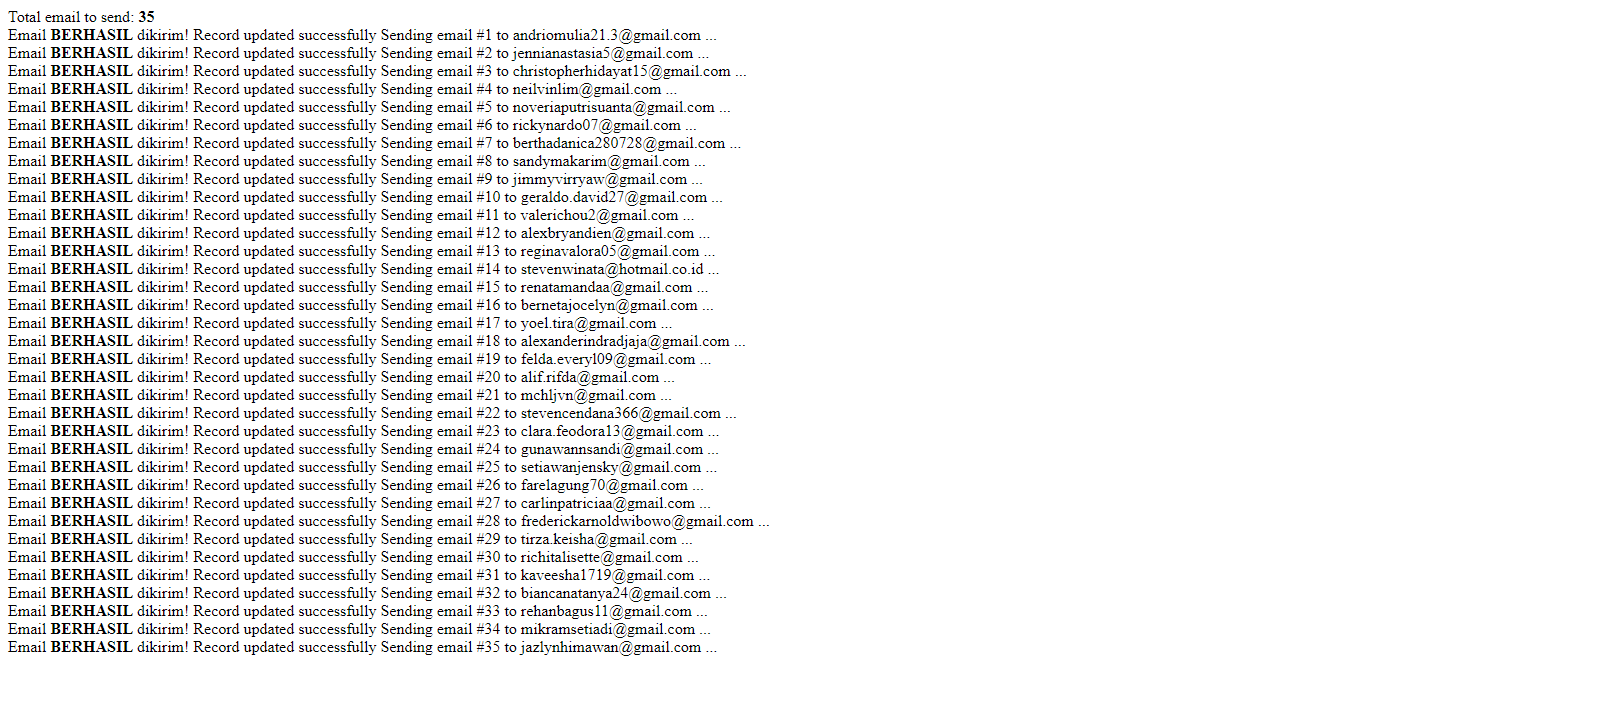 Total email to send: 35
Email BERHASIL dikirim! Record updated successfully Sending email #1 to andriomulia21.3@gmail.com ...
Email BERHASIL dikirim! Record updated successfully Sending email #2 to jennianastasia5@gmail.com ...
Email BERHASIL dikirim! Record updated successfully Sending email #3 to christopherhidayat15@gmail.com ...
Email BERHASIL dikirim! Record updated successfully Sending email #4 to neilvinlim@gmail.com ...
Email BERHASIL dikirim! Record updated successfully Sending email #5 to noveriaputrisuanta@gmail.com ...
Email BERHASIL dikirim! Record updated successfully Sending email #6 to rickynardo07@gmail.com ...
Email BERHASIL dikirim! Record updated successfully Sending email #7 to berthadanica280728@gmail.com ...
Email BERHASIL dikirim! Record updated successfully Sending email #8 to sandymakarim@gmail.com ...
Email BERHASIL dikirim! Record updated successfully Sending email #9 to jimmyvirryaw@gmail.com ...
Email BERHASIL dikirim! Record updated successfully Sending email #10 to geraldo.david27@gmail.com ...
Email BERHASIL dikirim! Record updated successfully Sending email #11 to valerichou2@gmail.com ...
Email BERHASIL dikirim! Record updated successfully Sending email #12 to alexbryandien@gmail.com ...
Email BERHASIL dikirim! Record updated successfully Sending email #13 to reginavalora05@gmail.com ...
Email BERHASIL dikirim! Record updated successfully Sending email #14 to stevenwinata@hotmail.co.id ...
Email BERHASIL dikirim! Record updated successfully Sending email #15 to renatamandaa@gmail.com ...
Email BERHASIL dikirim! Record updated successfully Sending email #16 to bernetajocelyn@gmail.com ...
Email BERHASIL dikirim! Record updated successfully Sending email #17 to yoel.tira@gmail.com ...
Email BERHASIL dikirim! Record updated successfully Sending email #18 to alexanderindradjaja@gmail.com ...
Email BERHASIL dikirim! Record updated successfully Sending email #19 to felda.everyl09@gmail.com ...
Email BERHASIL dikirim! Record updated successfully Sending email #20 to alif.rifda@gmail.com ...
Email BERHASIL dikirim! Record updated successfully Sending email #21 to mchljvn@gmail.com ...
Email BERHASIL dikirim! Record updated successfully Sending email #22 to stevencendana366@gmail.com ...
Email BERHASIL dikirim! Record updated successfully Sending email #23 to clara.feodora13@gmail.com ...
Email BERHASIL dikirim! Record updated successfully Sending email #24 to gunawannsandi@gmail.com ...
Email BERHASIL dikirim! Record updated successfully Sending email #25 to setiawanjensky@gmail.com ...
Email BERHASIL dikirim! Record updated successfully Sending email #26 to farelagung70@gmail.com ...
Email BERHASIL dikirim! Record updated successfully Sending email #27 to carlinpatriciaa@gmail.com ...
Email BERHASIL dikirim! Record updated successfully Sending email #28 to frederickarnoldwibowo@gmail.com ...
Email BERHASIL dikirim! Record updated successfully Sending email #29 to tirza.keisha@gmail.com ...
Email BERHASIL dikirim! Record updated successfully Sending email #30 to richitalisette@gmail.com ...
Email BERHASIL dikirim! Record updated successfully Sending email #31 to kaveesha1719@gmail.com ...
Email BERHASIL dikirim! Record updated successfully Sending email #32 to biancanatanya24@gmail.com ...
Email BERHASIL dikirim! Record updated successfully Sending email #33 to rehanbagus11@gmail.com ...
Email BERHASIL dikirim! Record updated successfully Sending email #34 to mikramsetiadi@gmail.com ...
Email BERHASIL dikirim! Record updated successfully Sending email #35 to jazlynhimawan@gmail.com ...